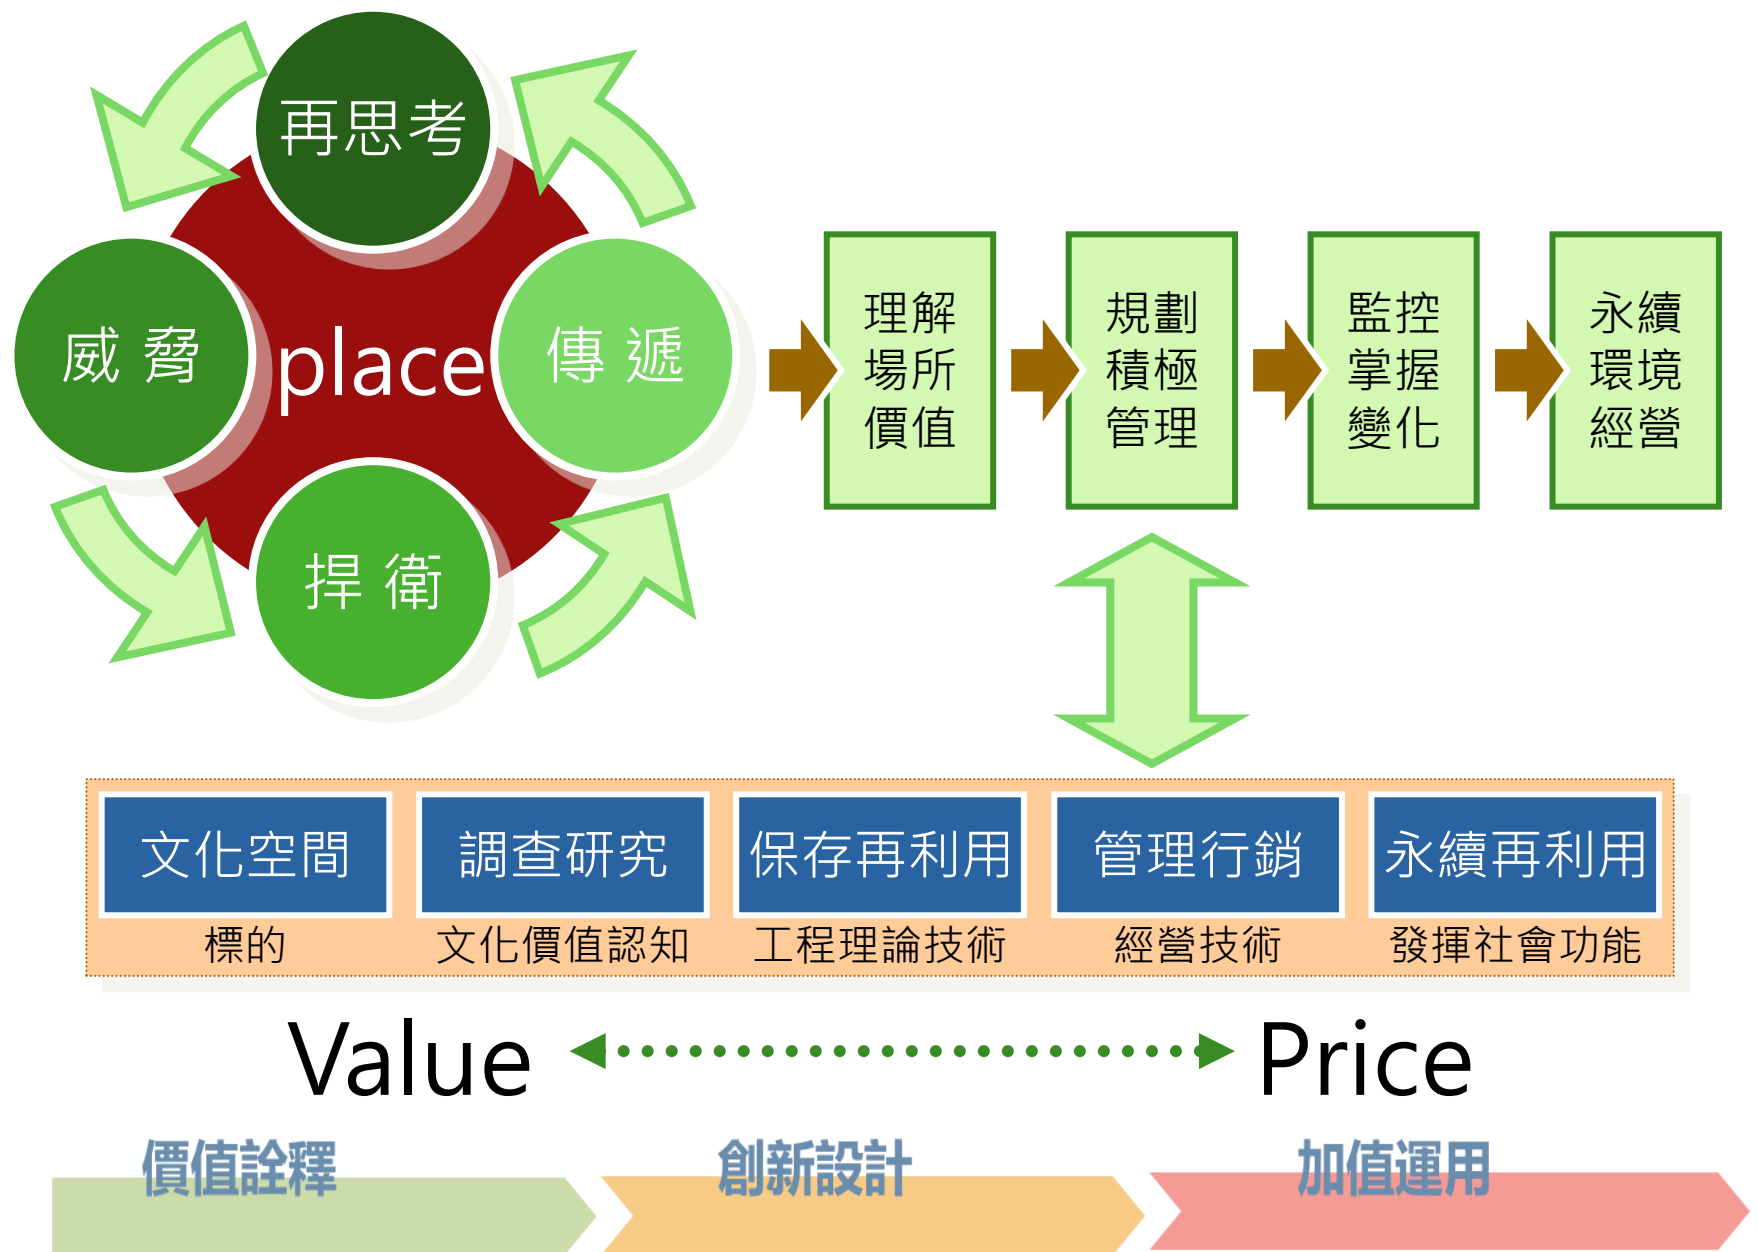 再思考
威 脅
place
傳 遞
捍 衛
理解
場所
價值
規劃
積極
管理
監控
掌握
變化
永續
環境
經營
文化空間
調查研究
保存再利用
管理行銷
永續再利用
標的
文化價值認知
工程理論技術
經營技術
發揮社會功能
Value
Price
價值詮釋
創新設計
加值運用